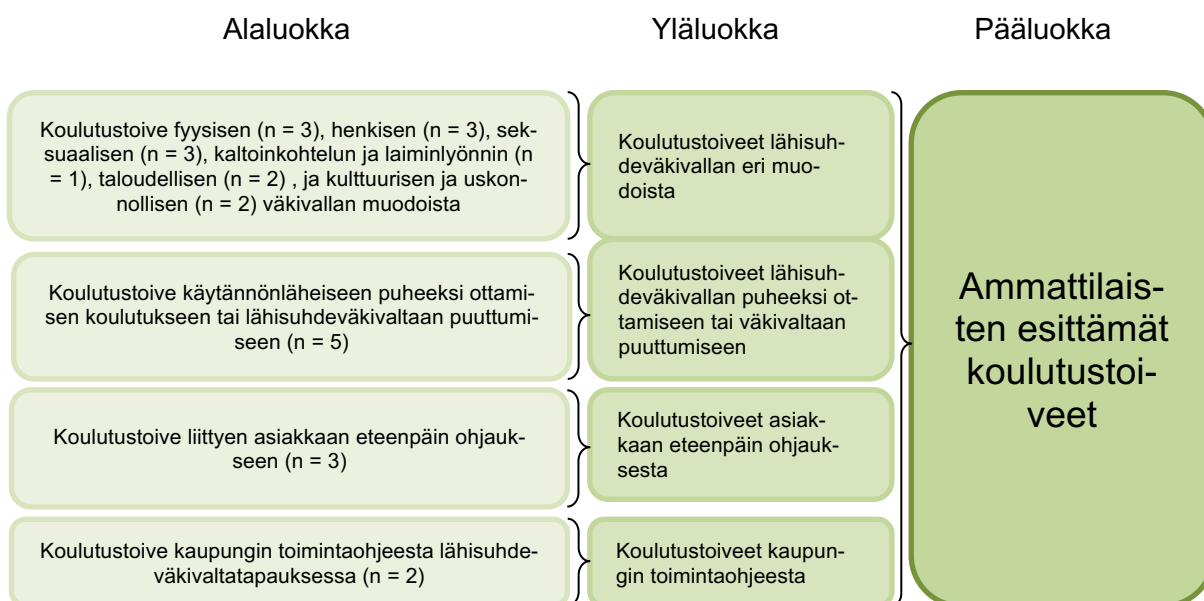 Alaluokka
Yläluokka
Pääluokka
Koulutustoive fyysisen (n = 3), henkisen (n = 3), sek-
suaalisen (n = 3), kaltoinkohtelun ja laiminlyönnin (n
= 1), taloudellisen (n = 2) , ja kulttuurisen ja uskon-
nollisen (n = 2) väkivallan muodoista
Koulutustoiveet lähisuh-
deväkivallan eri muo-
doista
Koulutustoive käytännönläheiseen puheeksi ottami-
sen koulutukseen tai lähisuhdeväkivaltaan puuttumi-
seen (n = 5)
Koulutustoiveet lähisuh-
deväkivallan puheeksi ot-
tamiseen tai väkivaltaan
puuttumiseen
Koulutustoive liittyen asiakkaan eteenpäin ohjauk-
seen (n = 3)
Koulutustoiveet asiak-
kaan eteenpäin ohjauk-
sesta
Koulutustoive kaupungin toimintaohjeesta lähisuhde-
väkivaltatapauksessa (n = 2)
Koulutustoiveet kaupun-
gin toimintaohjeesta
Ammattilais-
ten esittämät
koulutustoi-
veet